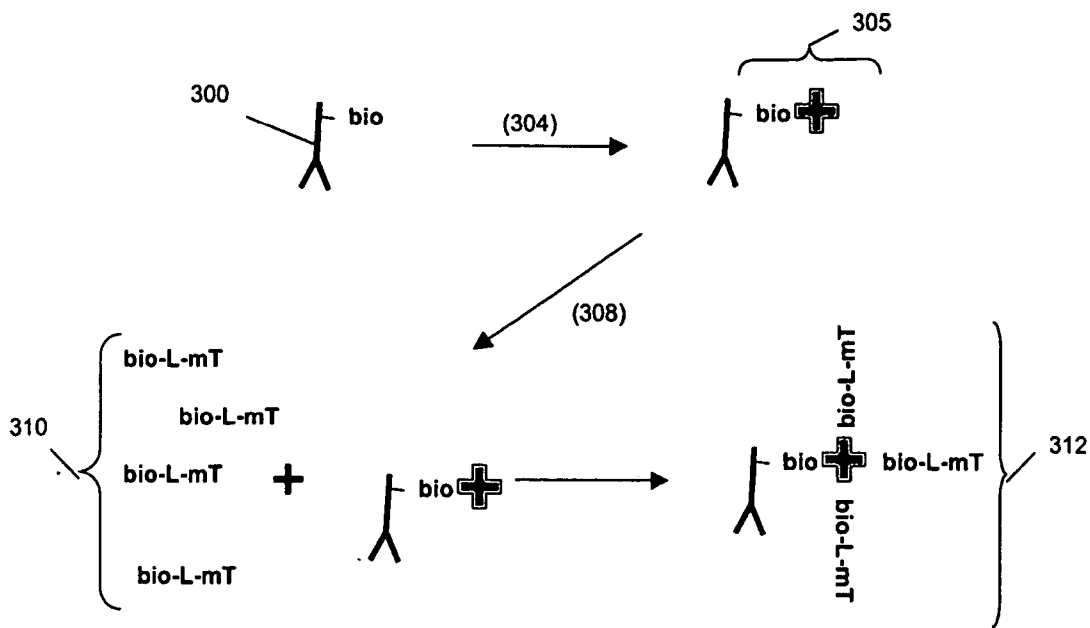 305
300
bio
(304)
bio
(308)
bio-L-mT
bio-L-mT
310
bio-L-mT
+
bio
bio-L-mT
bio-L-mT
bio
bio-L-mT
bio-L-mT
312